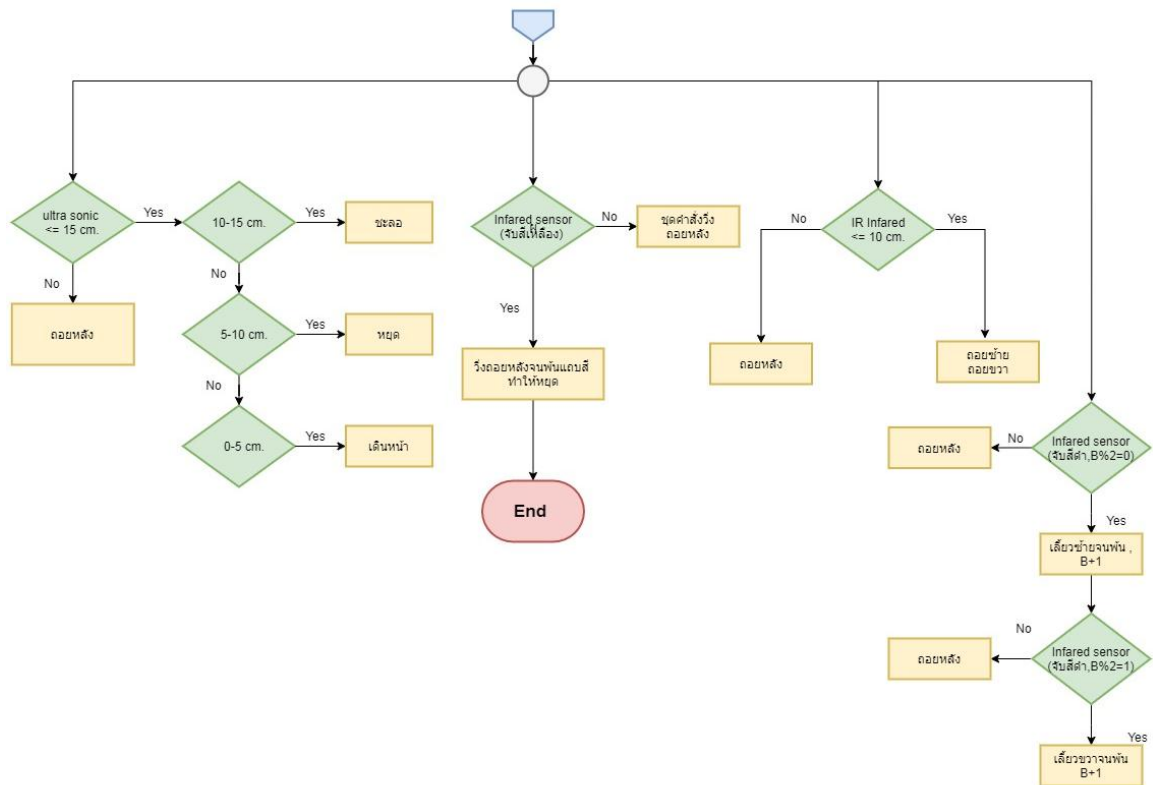 ultra sonic
<= 15 cm.
Yes
10-15 cm.
Yes
ชะลอ
No
ถอยหลัง
No
5-10 cm.
Yes
หยุด
No
0-5 cm.
Yes
เดินหน้า
Infared sensor
(จับสีเหลือง)
No
ชุดคำสั่งวิ่ง
ถอยหลัง
Yes
วิ่งถอยหลังจนพ้นแถบสี
ทำให้หยุด
End
IR Infared
<= 10 cm.
No
ถอยหลัง
Yes
ถอยซ้าย
ถอยขวา
Infared sensor
(จับสีดำ,B%2=0)
No
ถอยหลัง
Yes
เลี้ยวซ้ายจนพ้น ,
B+1
Infared sensor
(จับสีดำ,B%2=1)
No
ถอยหลัง
Yes
เลี้ยวขวาจนพ้น
B+1